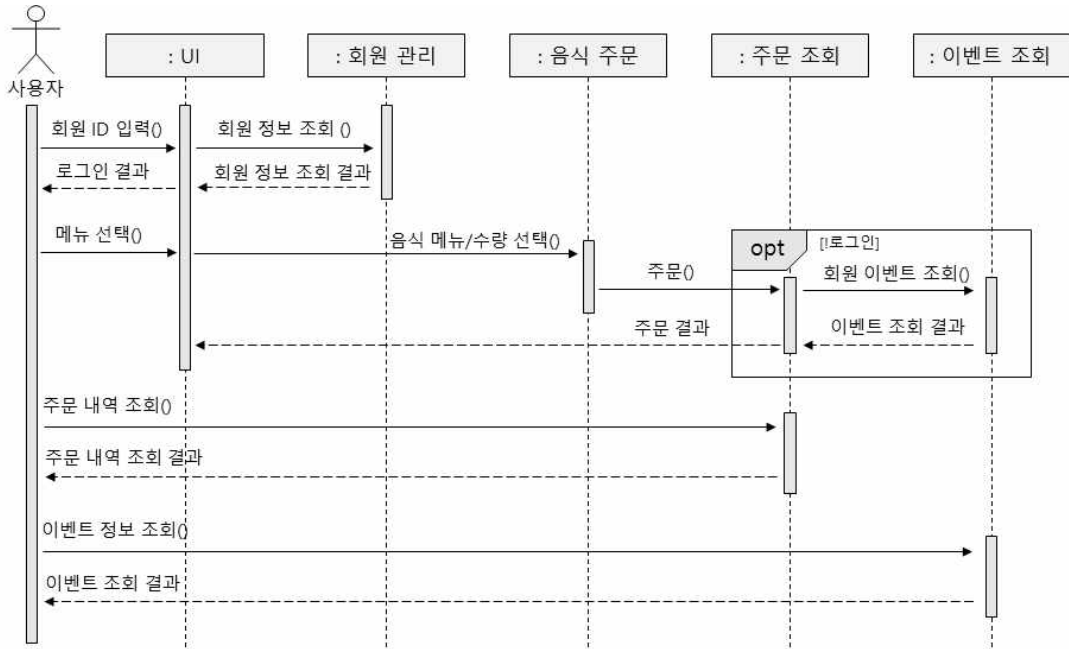 사용자
: UI
: 회원 관리
: 음식 주문
: 주문 조회
: 이벤트 조회
회원 ID 입력()
회원 정보 조회 ()
로그인 결과
회원 정보 조회 결과
메뉴 선택()
음식 메뉴/수량 선택()
opt
[!로그인]
주문()
회원 이벤트 조회()
주문 결과
이벤트 조회 결과
주문 내역 조회()
주문 내역 조회 결과
이벤트 정보 조회()
이벤트 조회 결과